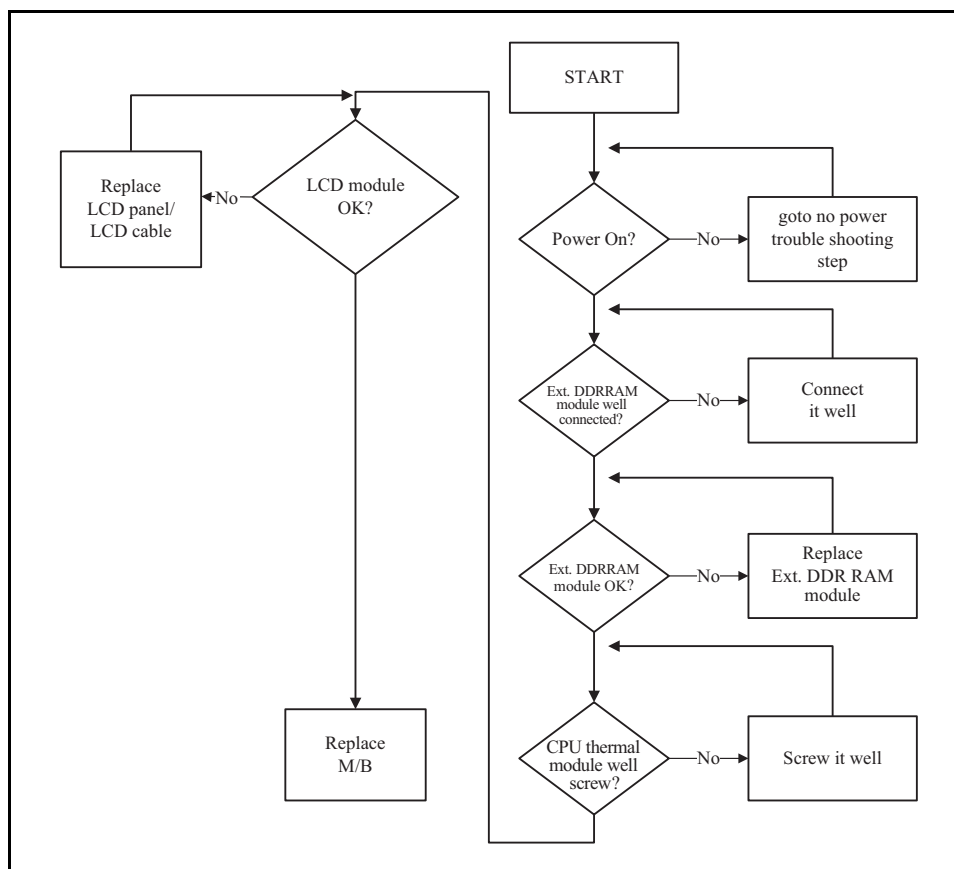 START
Power On?
No
goto no power
trouble shooting
step
Ext. DDRRAM
module well
connected?
No
Connect
it well
Ext. DDRRAM
module OK?
No
Replace
Ext. DDR RAM
module
CPU thermal
module well
screw?
No
Screw it well
LCD module
OK?
No
Replace
LCD panel/
LCD cable
Replace
M/B